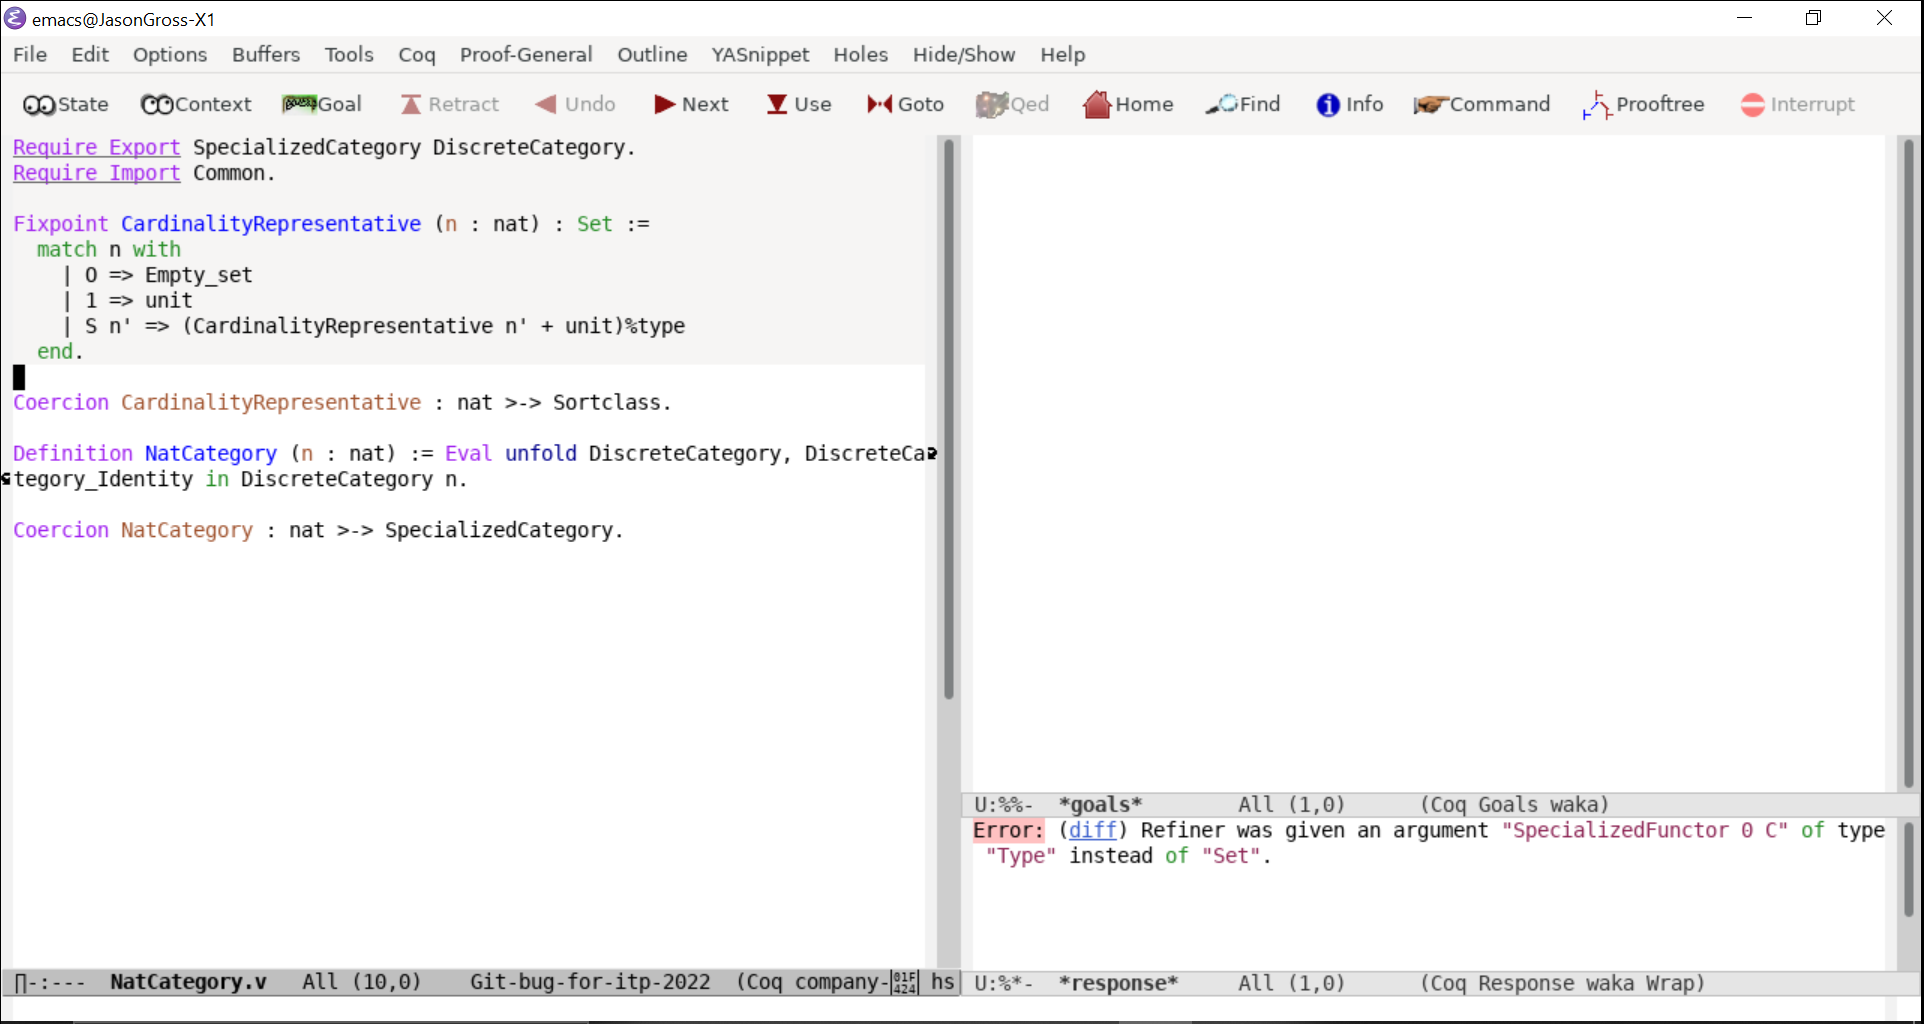 emacs@JasonGross-X1
File Edit Options Buffers Tools Coq Proof-General Outline YASnippet Holes Hide/Show Help
State Context Goal Retract Undo Next Use Goto Qed Home Find Info Command Prooftree Interrupt
Require Export SpecializedCategory DiscreteCategory.
Require Import Common.
Fixpoint CardinalityRepresentative (n : nat) : Set :=
match n with
| O => Empty_set
| 1 => unit
| S n' => (CardinalityRepresentative n' + unit)%type
end.
Coercion CardinalityRepresentative : nat >-> Sortclass.
Definition NatCategory (n : nat) := Eval unfold DiscreteCategory, DiscreteCa
tegory_Identity in DiscreteCategory n.
Coercion NatCategory : nat >-> SpecializedCategory.
-:--- NatCategory.v All (10,0) Git-bug-for-itp-2022 (Coq company-01F424 hs
U:%%- *goals* All (1,0) (Coq Goals waka)
Error: (diff) Refiner was given an argument "SpecializedFunctor 0 C" of type
"Type" instead of "Set".
U:%*- *response* All (1,0) (Coq Response waka Wrap)